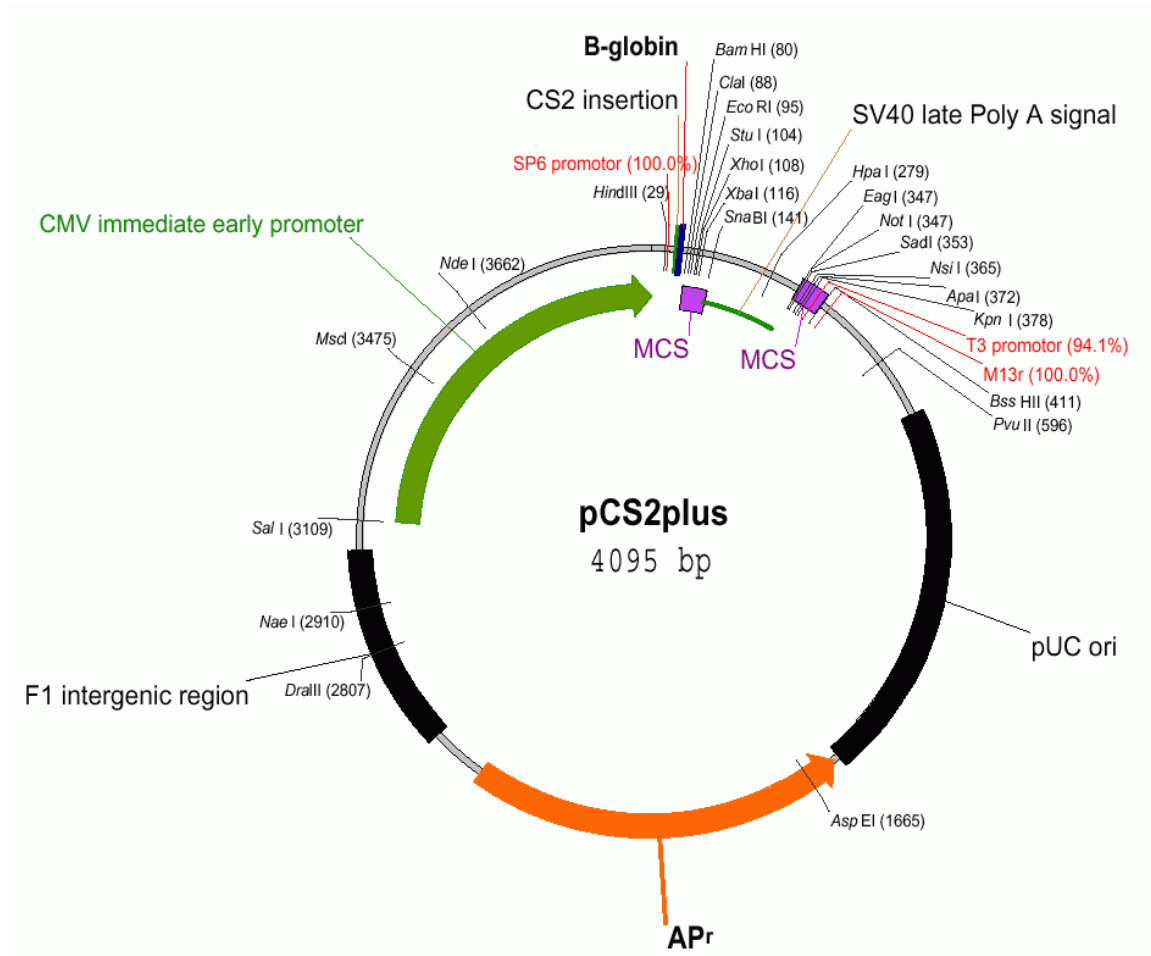 B-globin
CS2 insertion
SP6 promotor (100.0%)
HindIII (29)
Bam HI (80)
ClaI (88)
Eco RI (95)
Stu I (104)
XhoI (108)
XbaI (116)
SnaBI (141)
SV40 late Poly A signal
Hpa I (279)
EagI (347)
Not I (347)
SadI (353)
Nsi I (365)
ApaI (372)
Kpn I (378)
T3 promotor (94.1%)
M13r (100.0%)
Bss HII (411)
Pvu II (596)
CMV immediate early promoter
Nde I (3662)
MscI (3475)
MCS
MCS
Sal I (3109)
pCS2plus
4095 bp
Nae I (2910)
F1 intergenic region
DraIII (2807)
pUC ori
Asp EI (1665)
APr